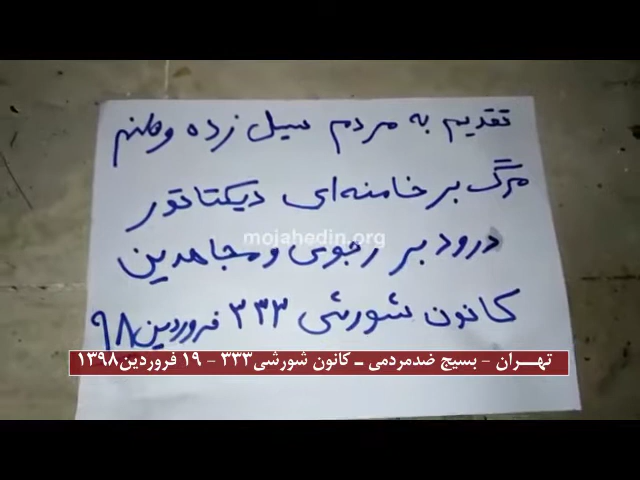 تقدیم به مردم سیل زده وطنم
مرگ بر خامنه‌ای دیکتاتور
mojahedin.org
درود بر رجوی و مجاهدین
کانون شورشی ۳۳۳ فروردین ۹۸
تهـــران - بسیج ضدمردمی ـ کانون شورشی۳۳۳ - ۱۹ فروردین۱۳۹۸